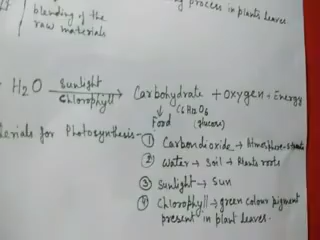 process in plants leaves
blanding of the
raw materials
H2O Sunlight Chlorophyll → Carbohydrate + Oxygen + Energy
↓ C6H12O6
Food (glucose)
for Photosynthesis -
① Carbondioxide → Atmosphere →
② Water → Soil → Plants roots
③ Sunlight → Sun
④ Chlorophyll → green colour pigment
present in plant leaves.